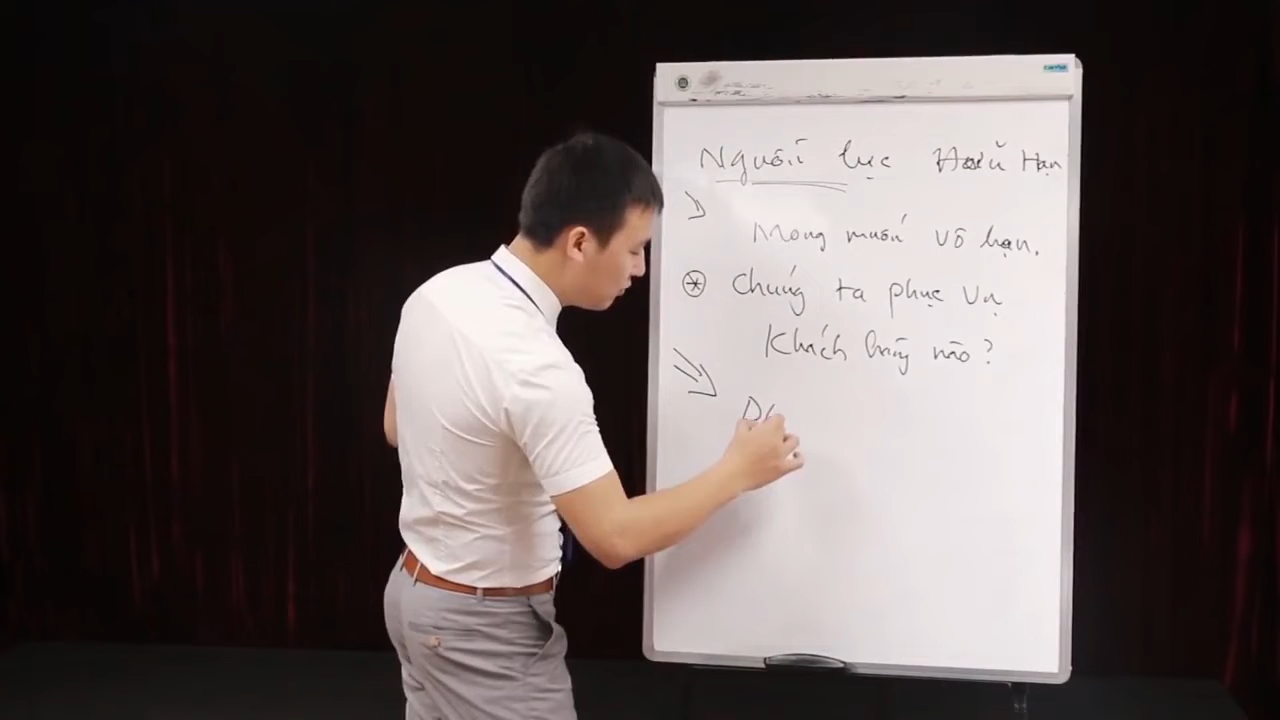 Nguồn lực Hữu Hạn
Mong muốn vô hạn.
Chúng ta phục vụ
Khách hàng nào?